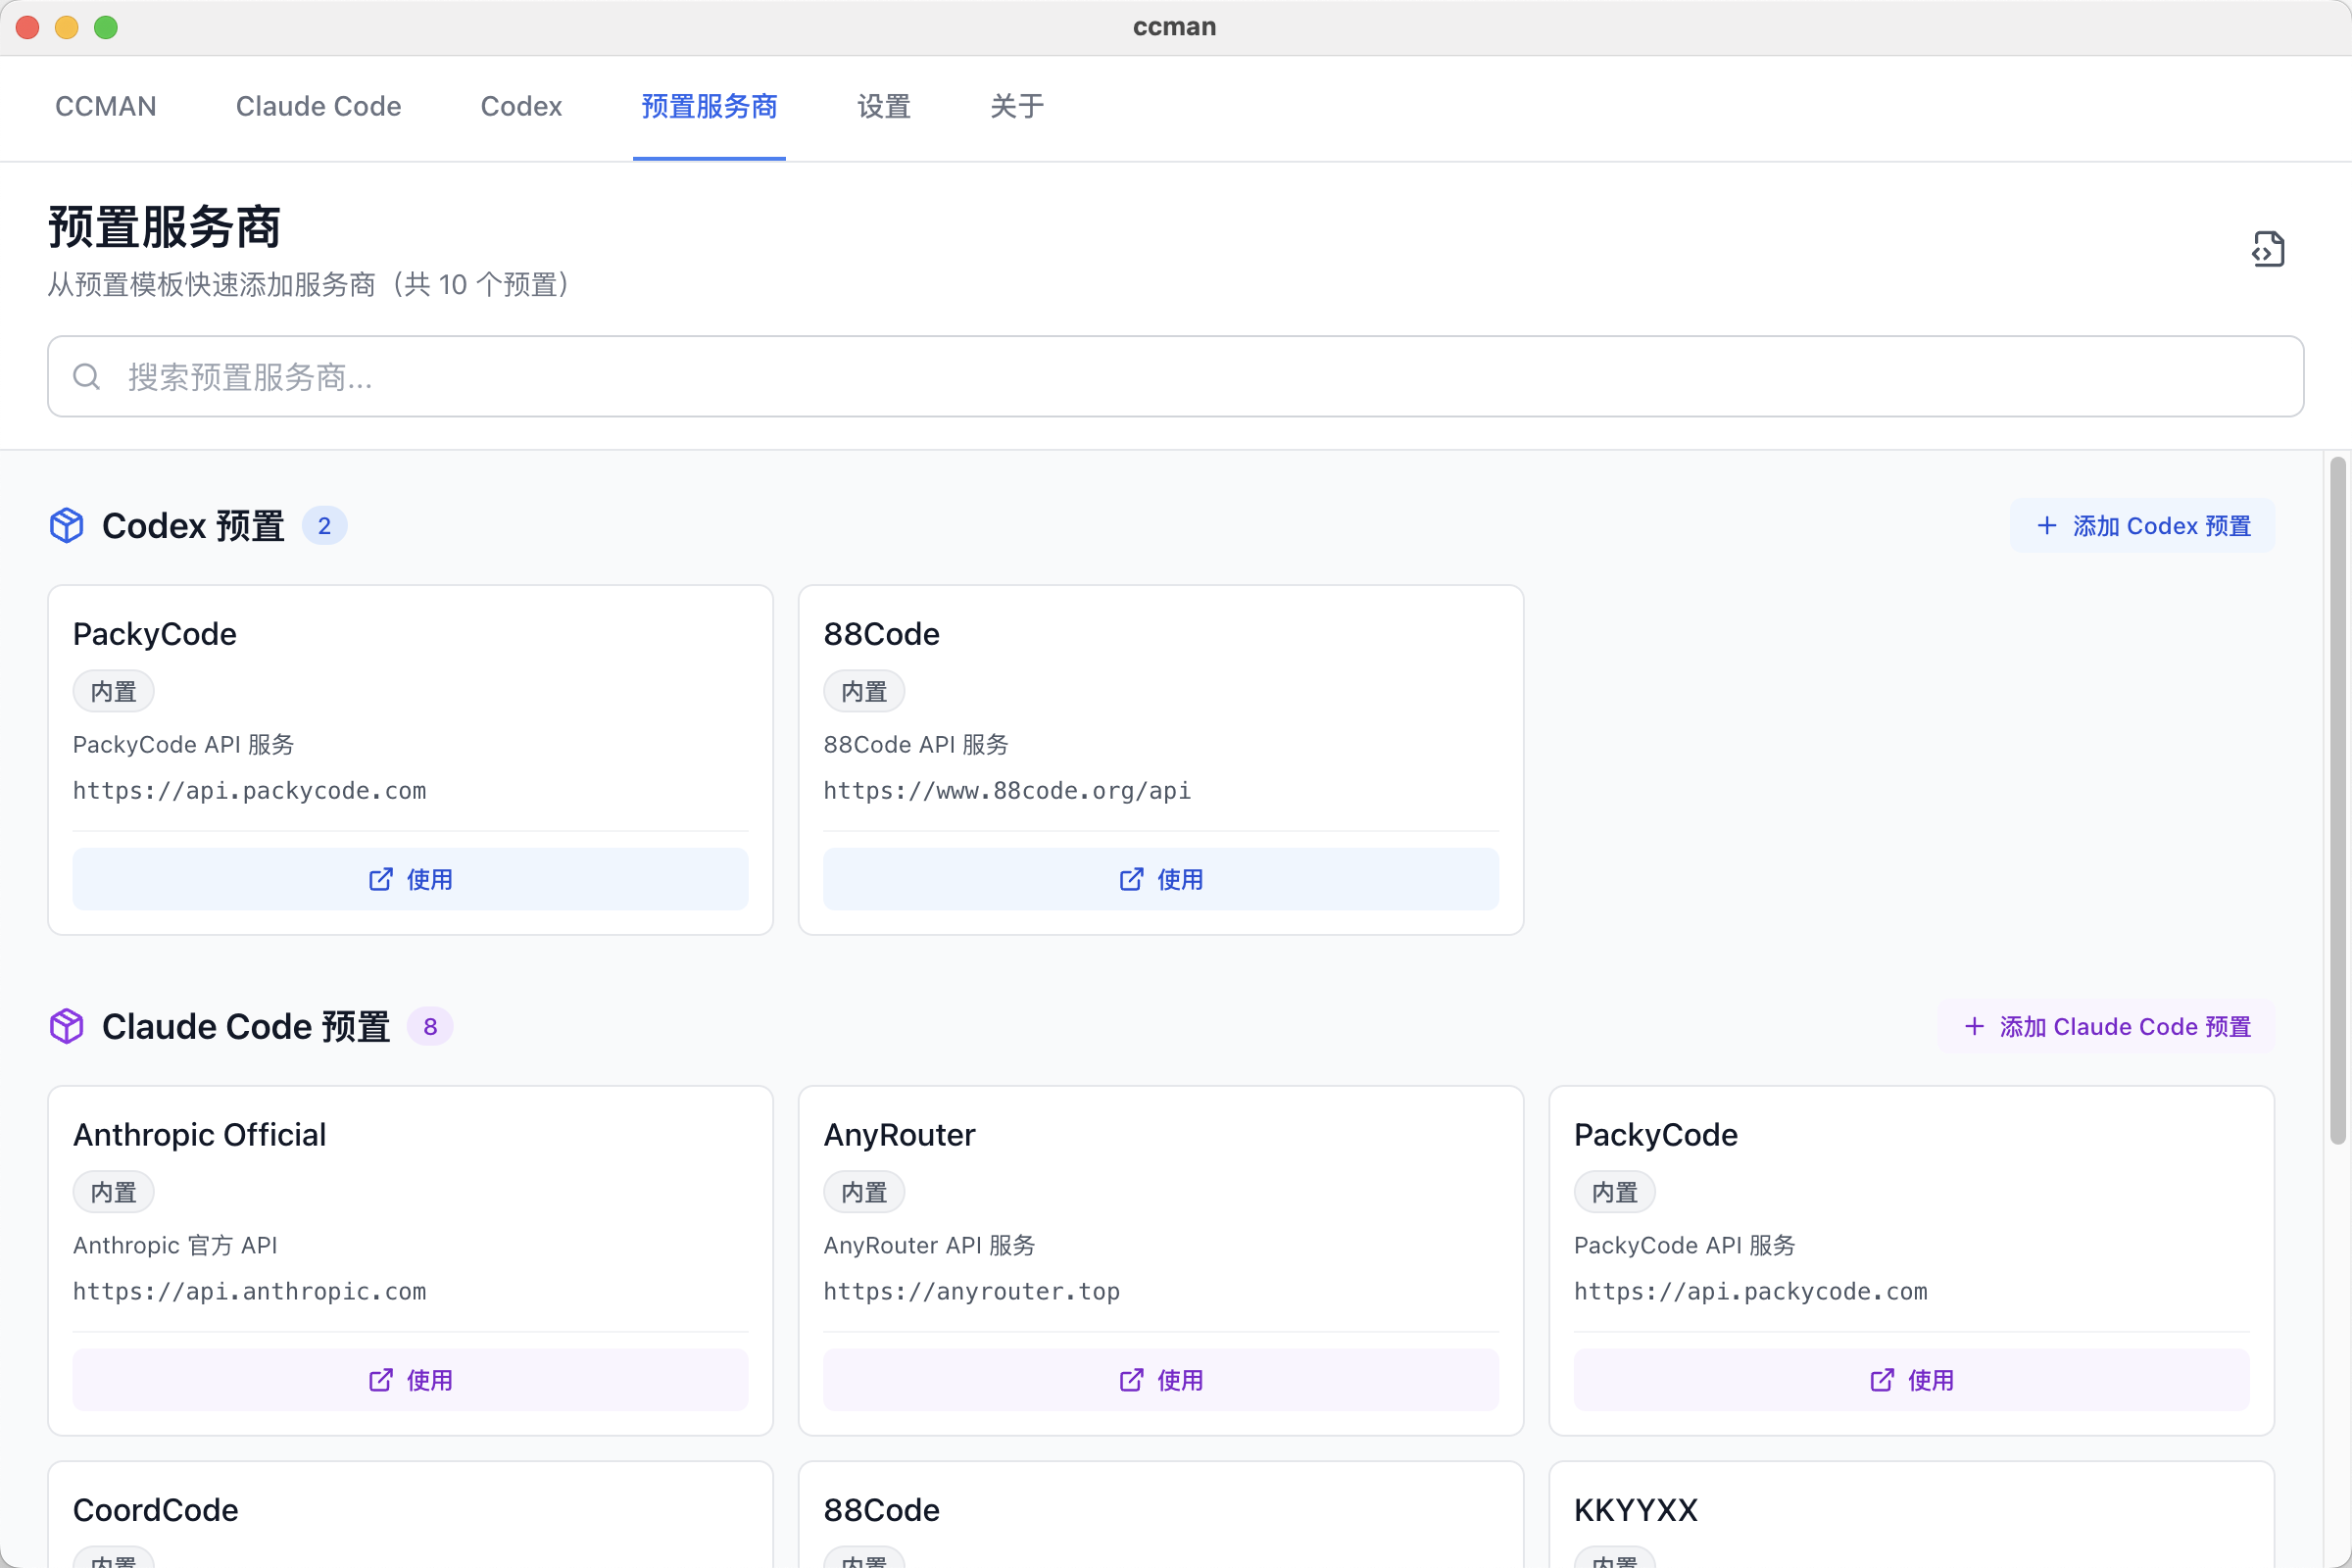 ccman
CCMAN Claude Code Codex 预置服务商 设置 关于
预置服务商
从预置模板快速添加服务商（共 10 个预置）
搜索预置服务商...
Codex 预置 2
添加 Codex 预置
PackyCode
内置
PackyCode API 服务
https://api.packycode.com
使用
88Code
内置
88Code API 服务
https://www.88code.org/api
使用
Claude Code 预置 8
添加 Claude Code 预置
Anthropic Official
内置
Anthropic 官方 API
https://api.anthropic.com
使用
AnyRouter
内置
AnyRouter API 服务
https://anyrouter.top
使用
PackyCode
内置
PackyCode API 服务
https://api.packycode.com
使用
CoordCode
内置
88Code
内置
KKYYXX
内置